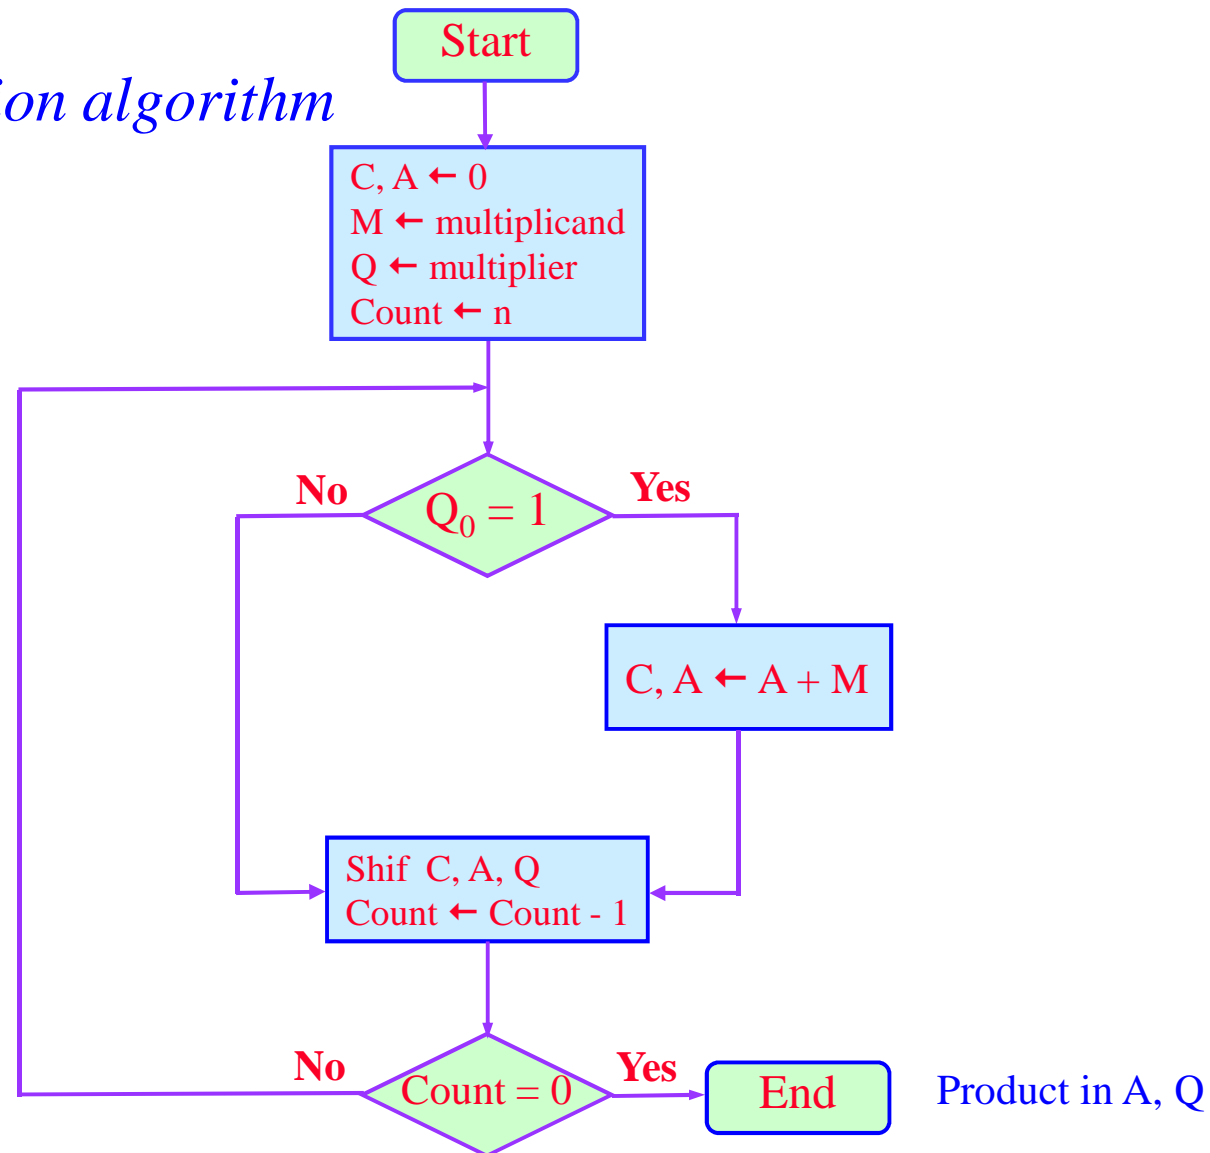 Start
ion algorithm
C, A ← 0
M ← multiplicand
Q ← multiplier
Count ← n
No
Yes
Q₀ = 1
C, A ← A + M
Shif C, A, Q
Count ← Count - 1
No
Yes
Count = 0
End
Product in A, Q